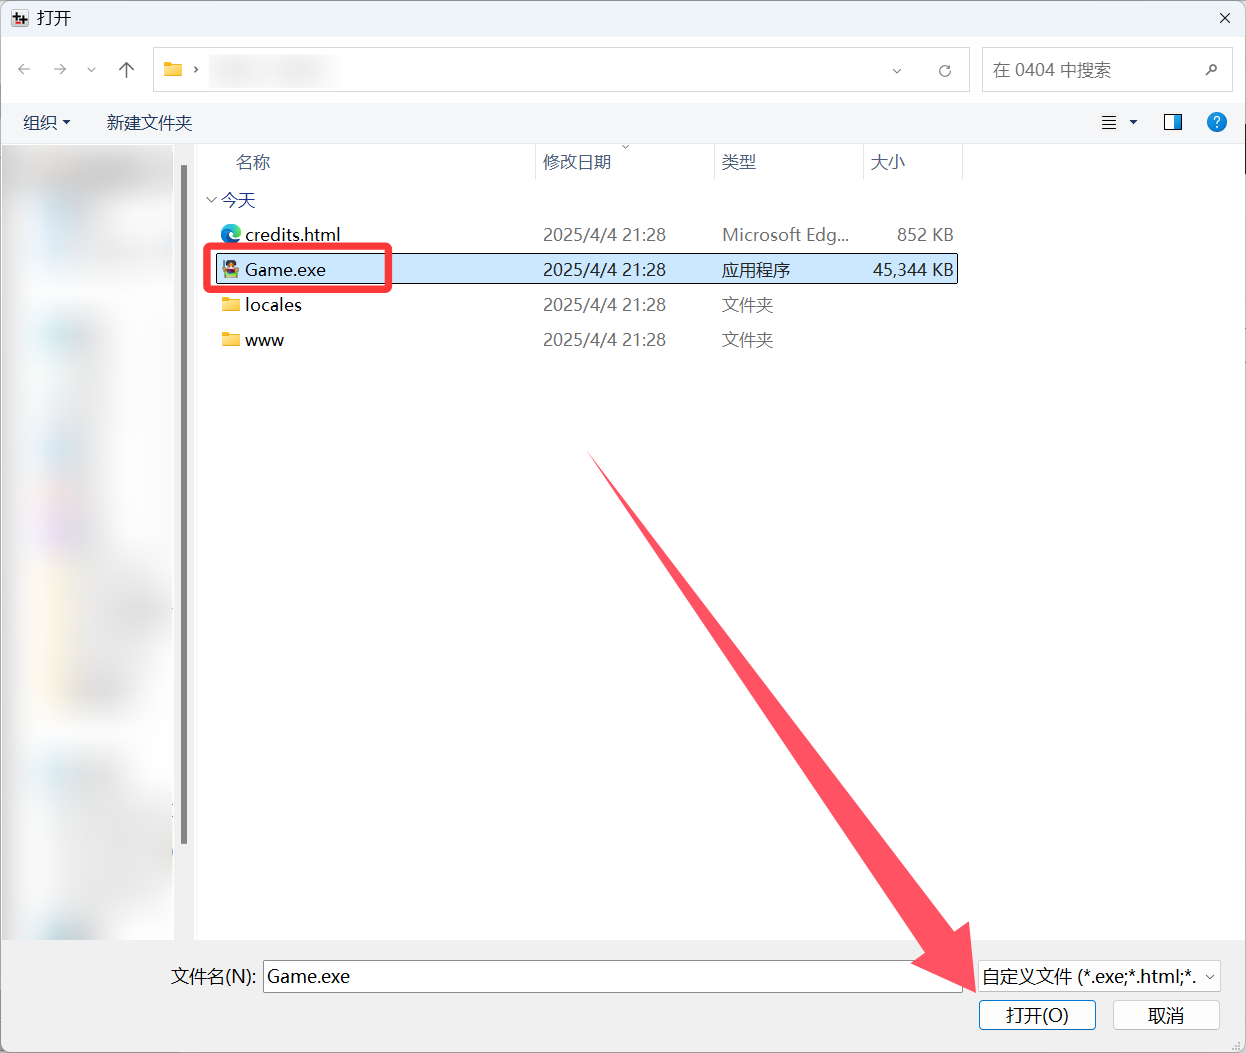 打开
在 0404 中搜索
组织 新建文件夹
名称 修改日期 类型 大小
今天
credits.html 2025/4/4 21:28 Microsoft Edg... 852 KB
Game.exe 2025/4/4 21:28 应用程序 45,344 KB
locales 2025/4/4 21:28 文件夹
www 2025/4/4 21:28 文件夹
文件名(N): Game.exe 自定义文件 (*.exe;*.html;*.
打开(O) 取消